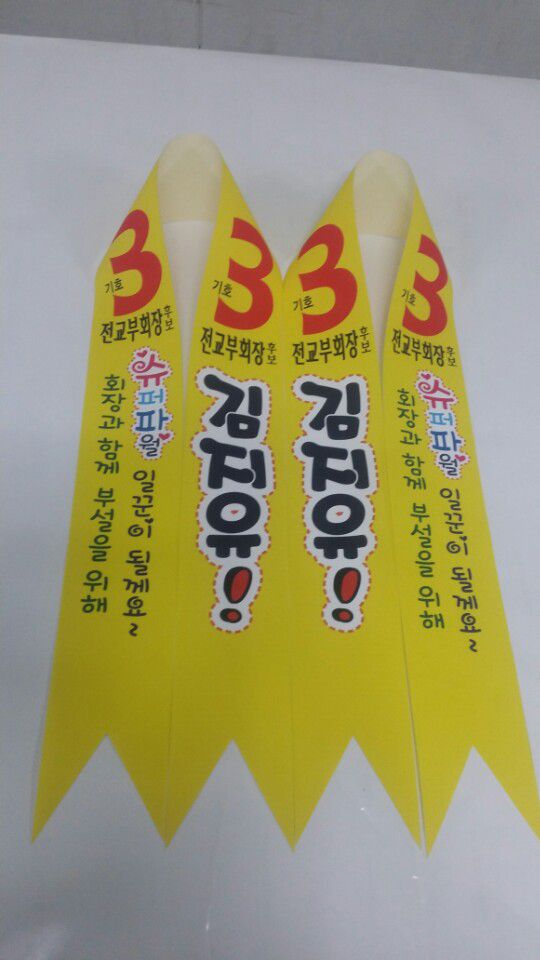 기호 3
전교부회장 후보
슈퍼파월 일꾼이 될께요~
회장과 함께 부설을 위해
기호 3
전교부회장 후보
김지유!
기호 3
전교부회장 후보
김지유!
기호 3
전교부회장 후보
슈퍼파월 일꾼이 될께요~
회장과 함께 부설을 위해